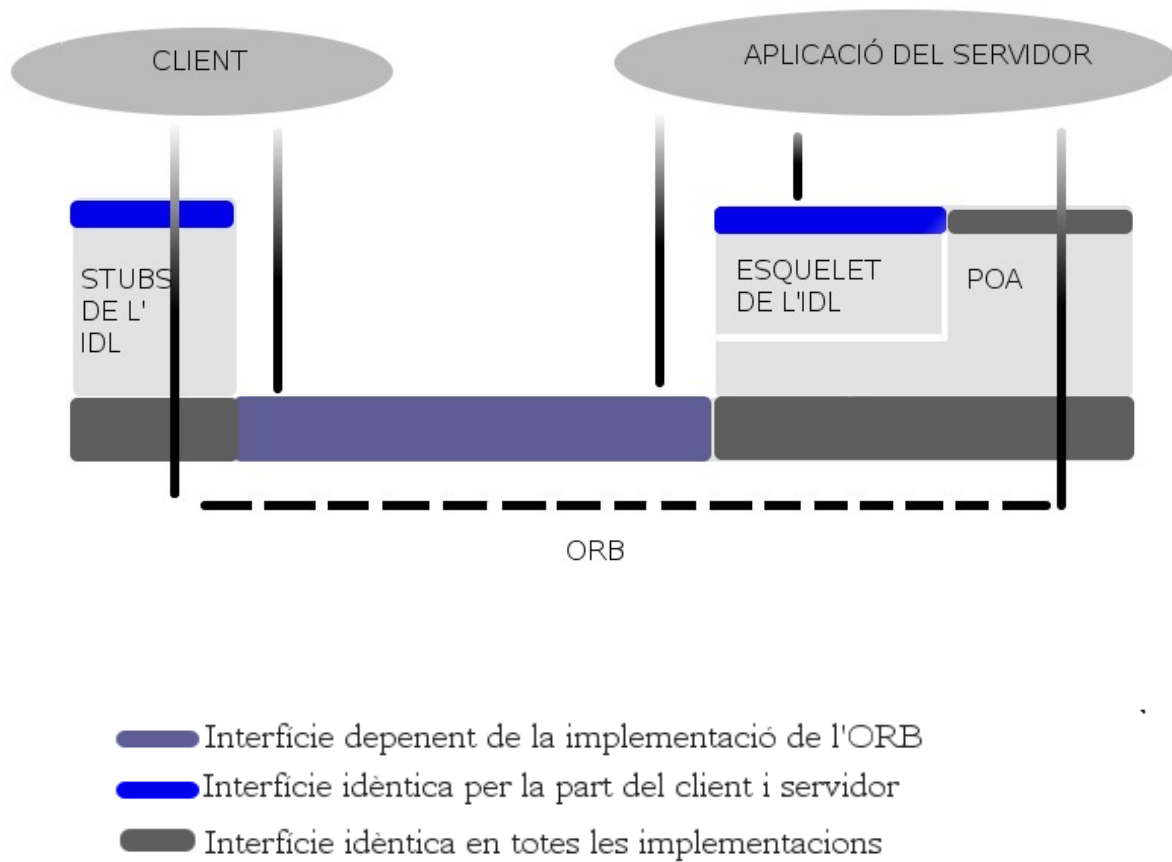 CLIENT
APLICACIÓ DEL SERVIDOR
STUBS
DE L'
IDL
ESQUELET
DE L'IDL
POA
ORB
Interfície depenent de la implementació de l'ORB
Interfície idèntica per la part del client i servidor
Interfície idèntica en totes les implementacions